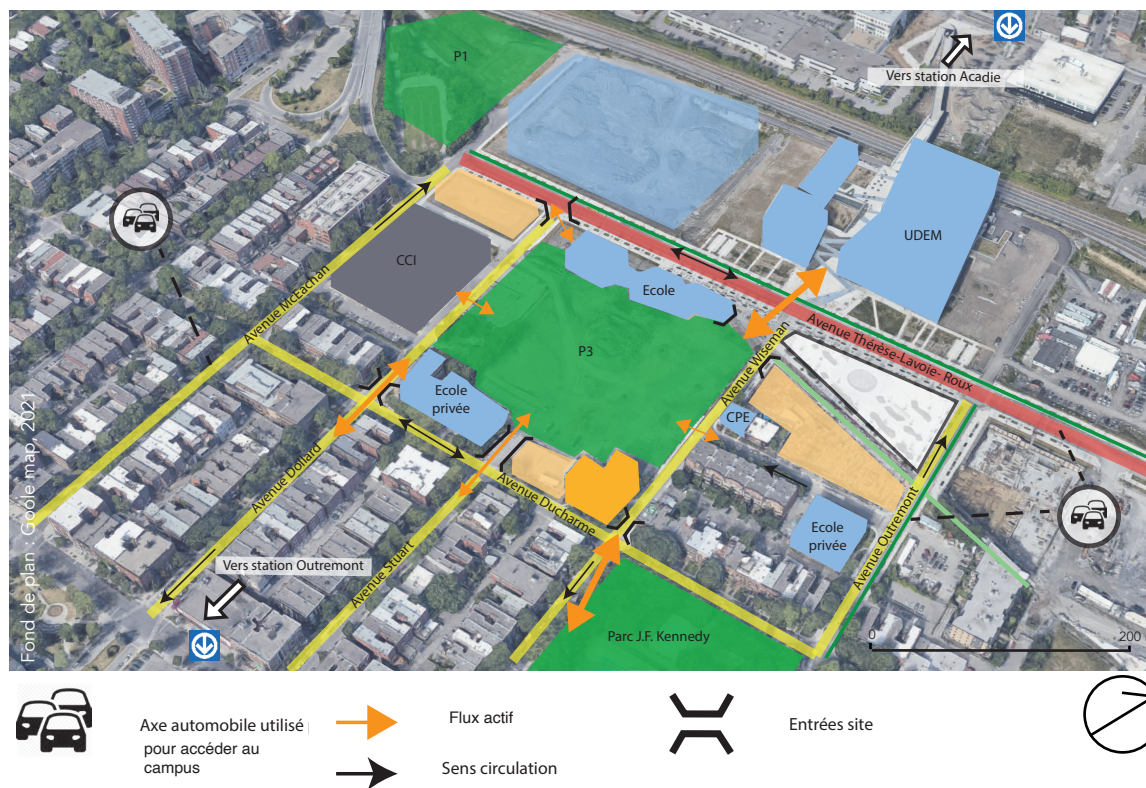 P1
Vers station Acadie
UDEM
CCI
Avenue McEachan
Ecole
Avenue Thérèse-Lavoie- Roux
P3
Avenue Wiseman
Ecole
privée
CPE
Avenue Dollard
Avenue Ducharme
Avenue Stuart
Ecole
privée
Avenue Outremont
Vers station Outremont
Parc J.F. Kennedy
0
200
Fond de plan : Goole map, 2021
Axe automobile utilisé
pour accéder au
campus
Flux actif
Sens circulation
Entrées site